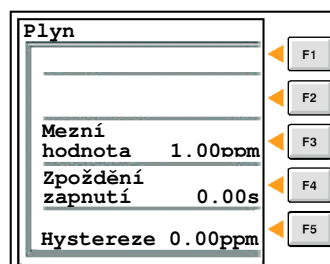 Plyn
F1
F2
Mezní
hodnota 1.00ppm
F3
Zpoždění
zapnutí 0.00s
F4
Hystereze 0.00ppm
F5